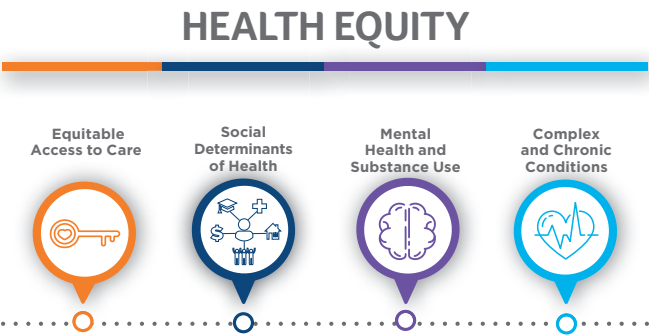 HEALTH EQUITY
Equitable
Access to Care
Social
Determinants
of Health
Mental
Health and
Substance Use
Complex
and Chronic
Conditions
$